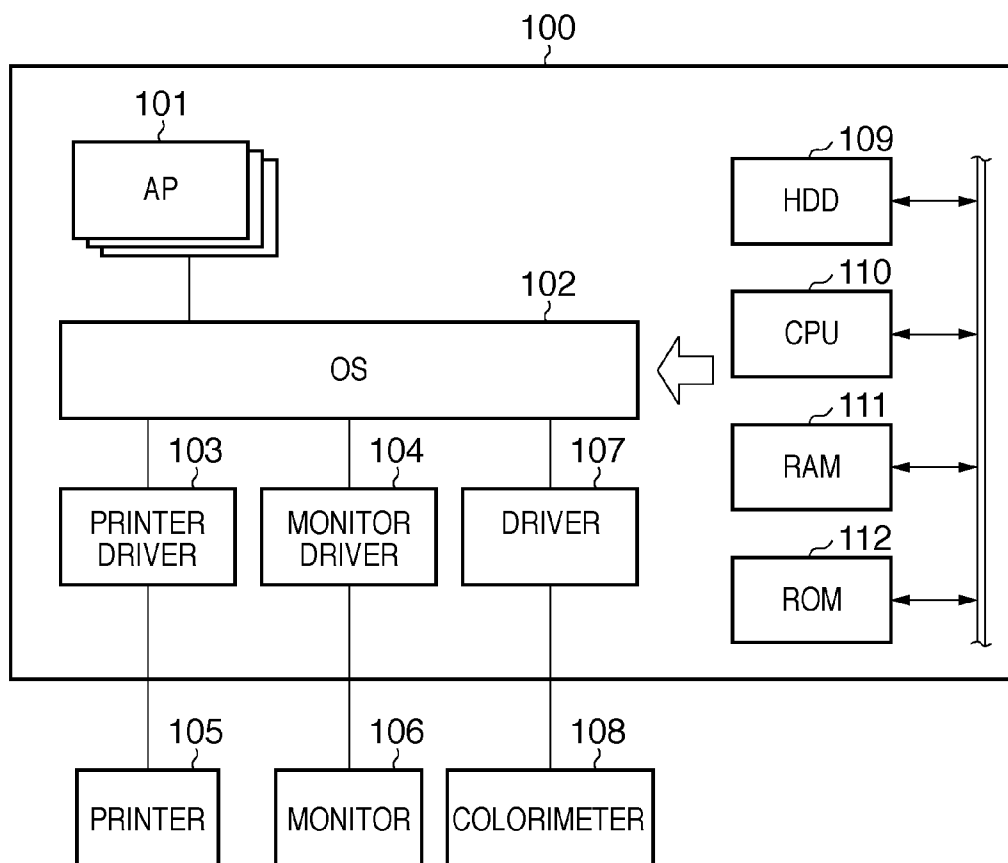 100
101
AP
102
OS
103
PRINTER
DRIVER
104
MONITOR
DRIVER
107
DRIVER
109
HDD
110
CPU
111
RAM
112
ROM
105
PRINTER
106
MONITOR
108
COLORIMETER